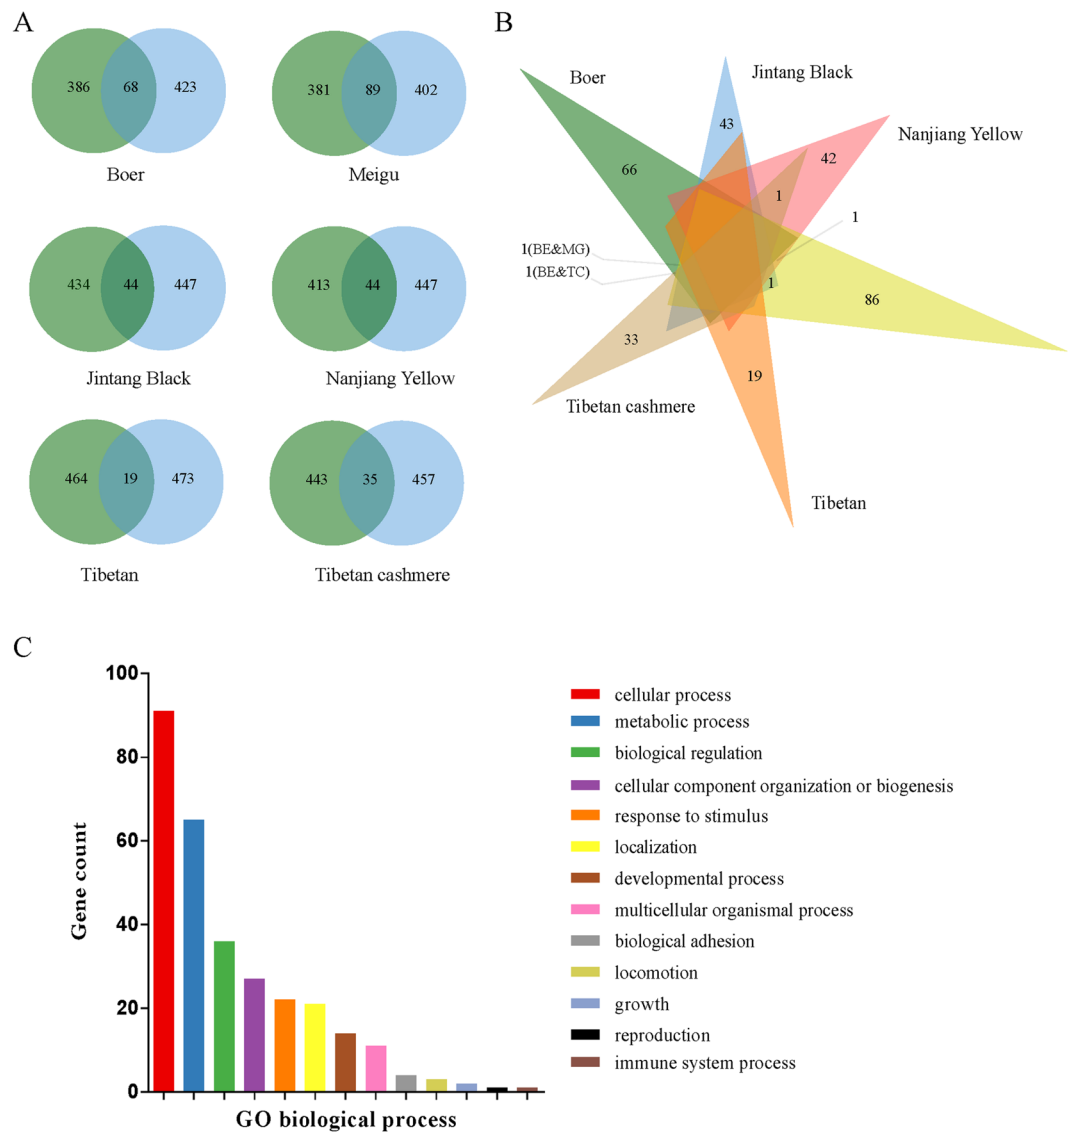 A
386 68 423
Boer
381 89 402
Meigu
434 44 447
Jintang Black
413 44 447
Nanjiang Yellow
464 19 473
Tibetan
443 35 457
Tibetan cashmere
B
Boer
Jintang Black
Nanjiang Yellow
43
42
66
1
1
1(BE&MG)
1(BE&TC)
1
86
33
19
Tibetan cashmere
Tibetan
C
100
80
60
40
20
0
Gene count
GO biological process
cellular process
metabolic process
biological regulation
cellular component organization or biogenesis
response to stimulus
localization
developmental process
multicellular organismal process
biological adhesion
locomotion
growth
reproduction
immune system process